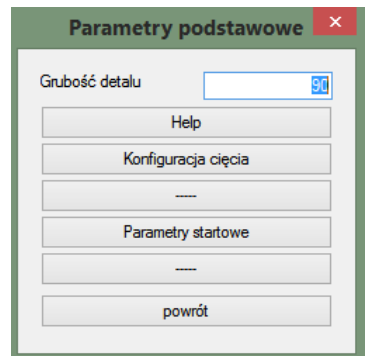 Parametry podstawowe
Grubość detalu 90
Help
Konfiguracja cięcia
-----
Parametry startowe
-----
powrót